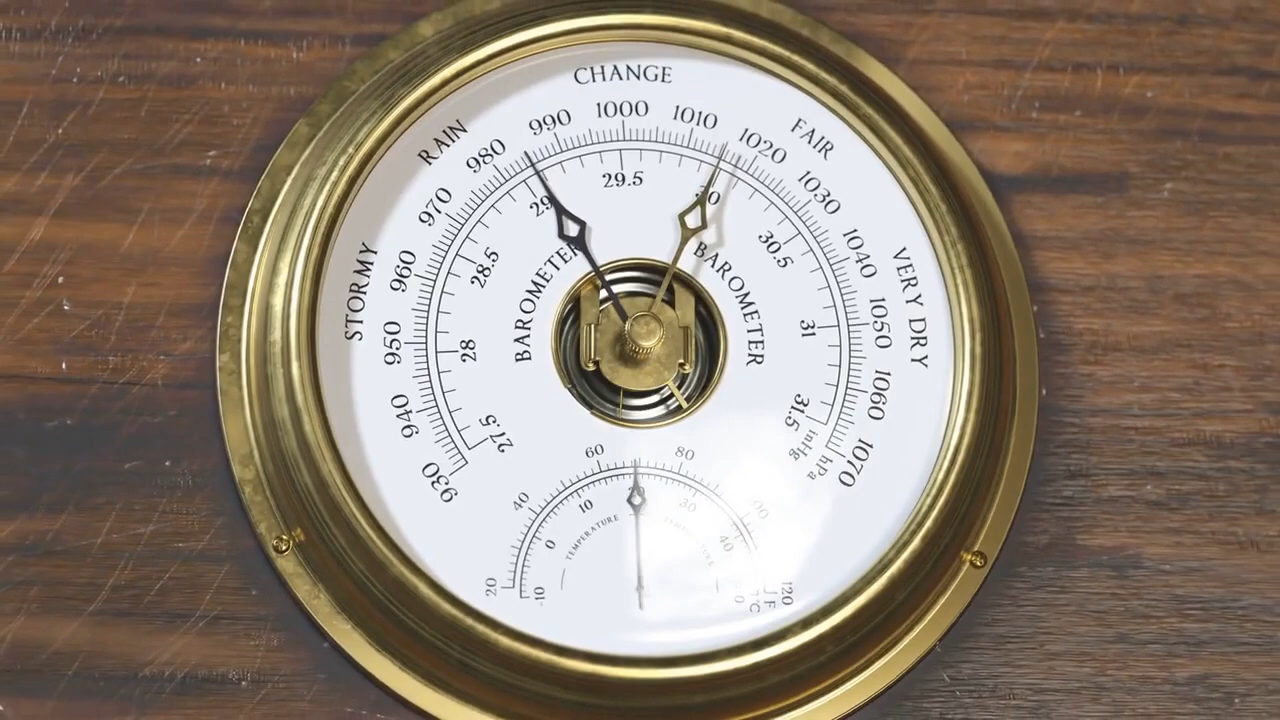 CHANGE
RAIN
FAIR
STORMY
VERY DRY
930
940
950
960
970
980
990
1000
1010
1020
1030
1040
1050
1060
1070
hPa
27.5
28
28.5
29.5
30.5
31
31.5
inHg
BAROMETER
BAROMETER
20
40
60
80
120
°F
-10
0
10
30
40
°C
TEMPERATURE